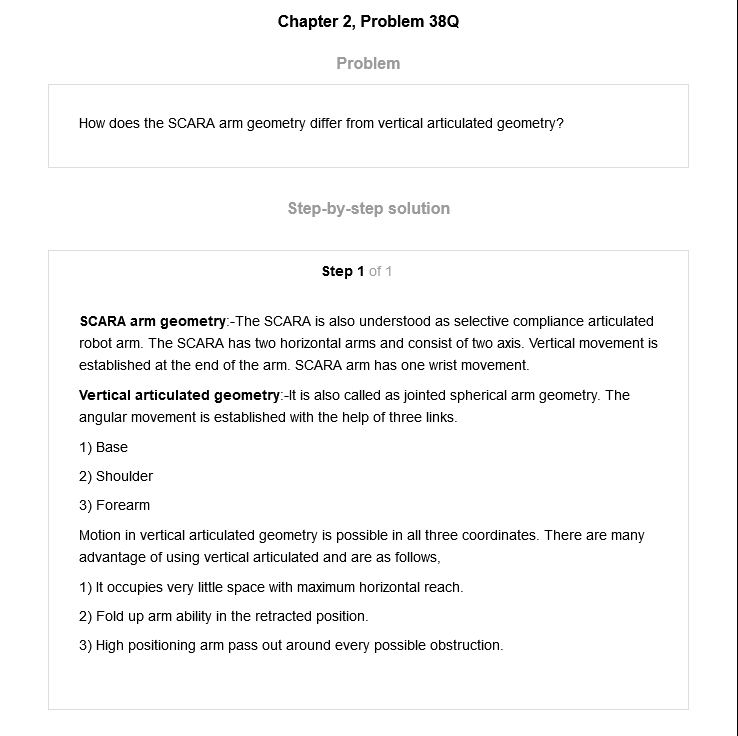 Chapter 2, Problem 38Q
Problem
How does the SCARA arm geometry differ from vertical articulated geometry?
Step-by-step solution
Step 1 of 1
SCARA arm geometry:-The SCARA is also understood as selective compliance articulated
robot arm. The SCARA has two horizontal arms and consist of two axis. Vertical movement is
established at the end of the arm. SCARA arm has one wrist movement.
Vertical articulated geometry:-It is also called as jointed spherical arm geometry. The
angular movement is established with the help of three links.
1) Base
2) Shoulder
3) Forearm
Motion in vertical articulated geometry is possible in all three coordinates. There are many
advantage of using vertical articulated and are as follows,
1) It occupies very little space with maximum horizontal reach.
2) Fold up arm ability in the retracted position.
3) High positioning arm pass out around every possible obstruction.